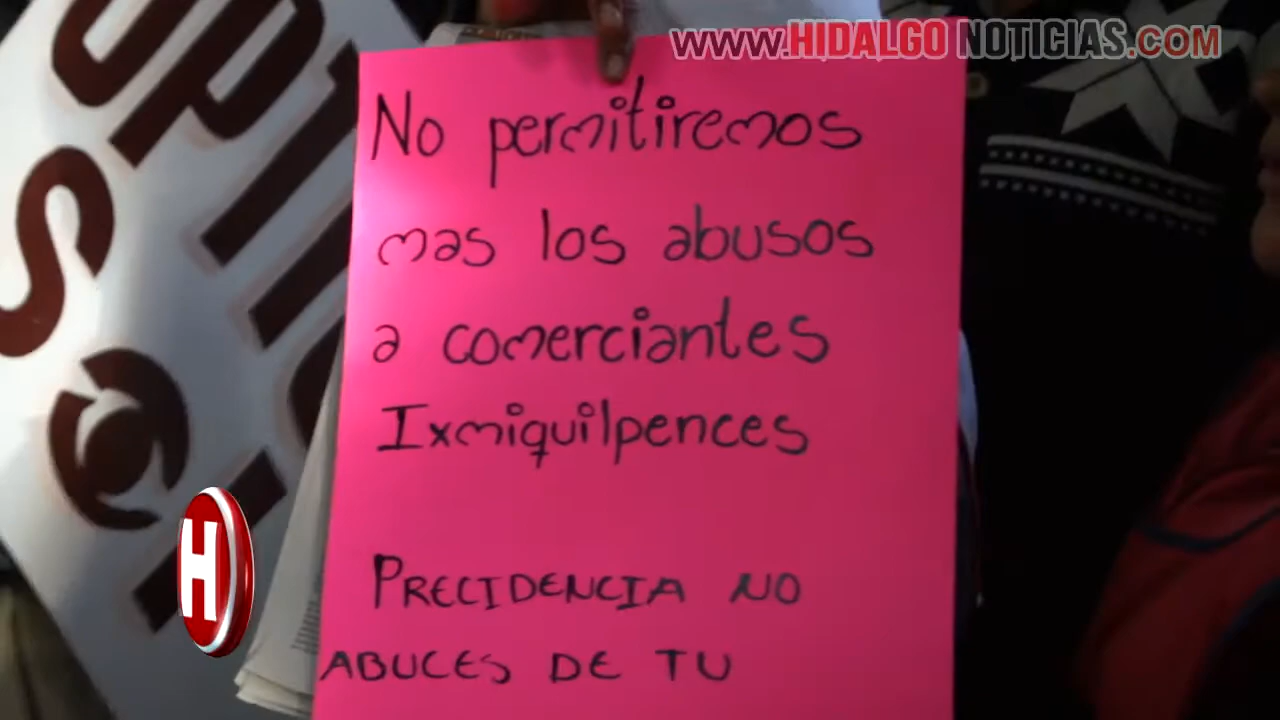 www.HIDALGO NOTICIAS.COM
No permitiremos
mas los abusos
a comerciantes
Ixmiquilpences
PRECIDENCIA NO
ABUCES DE TU
H